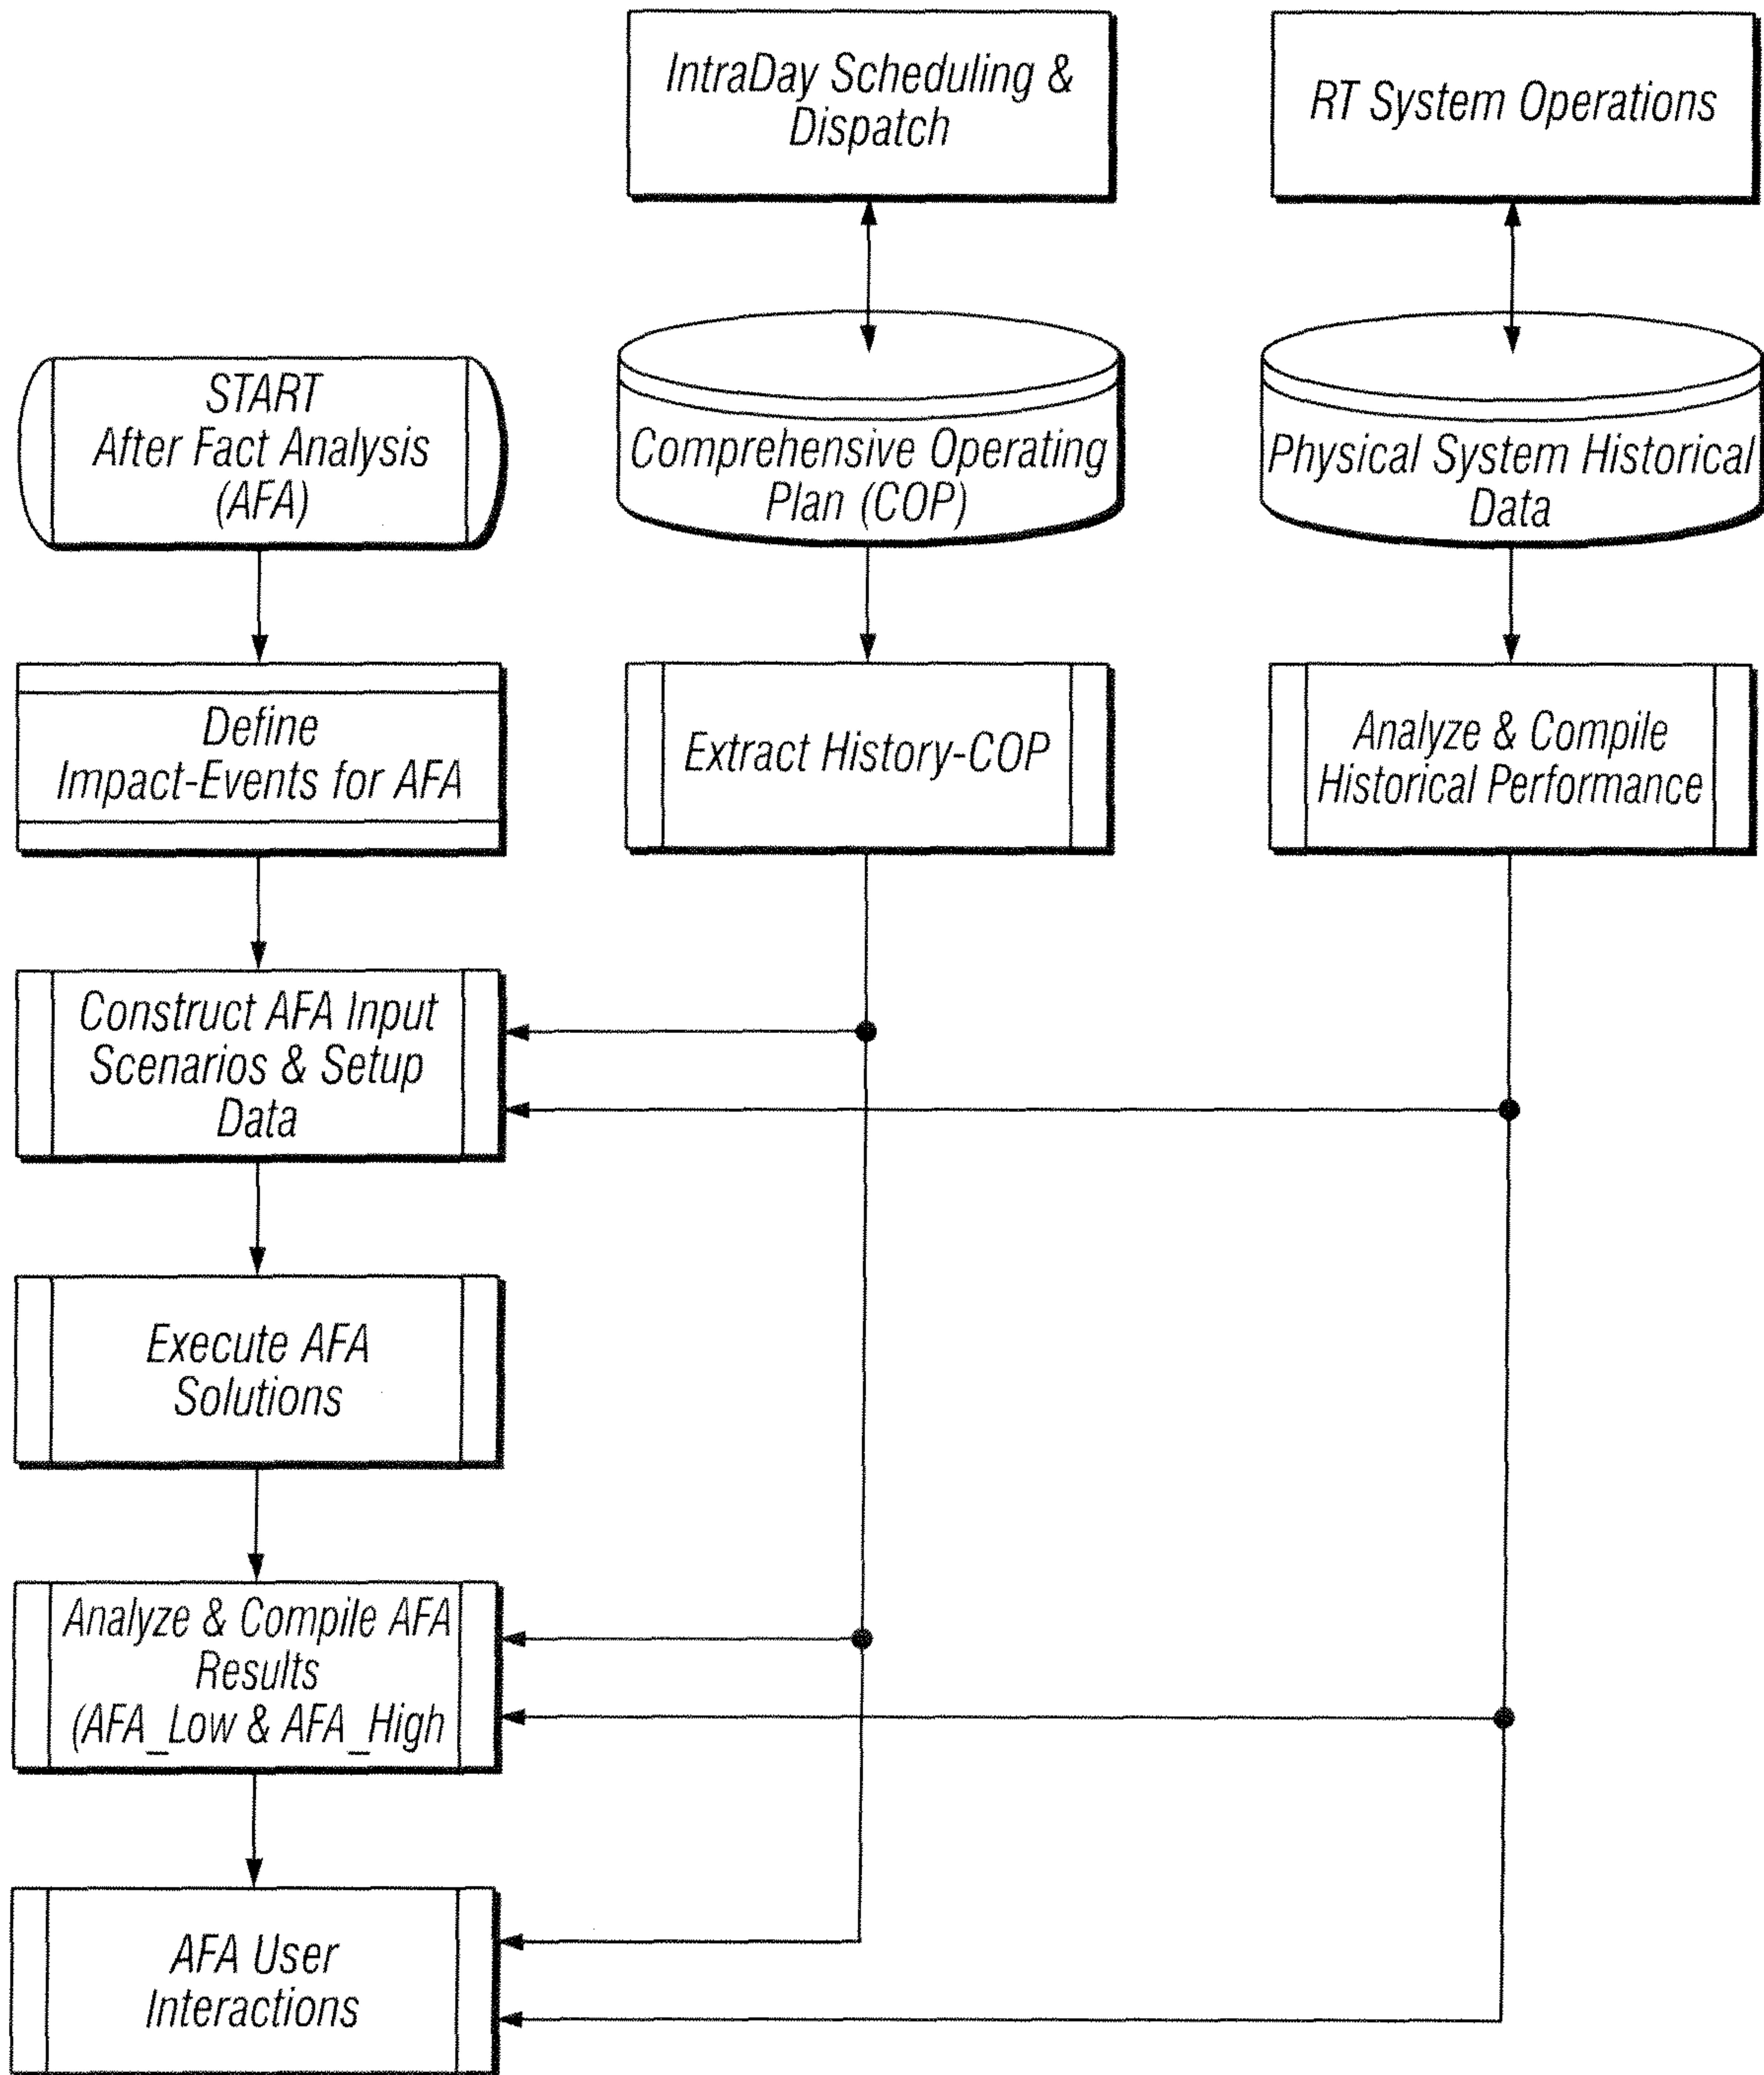 IntraDay Scheduling &
Dispatch
RT System Operations
START
After Fact Analysis
(AFA)
Comprehensive Operating
Plan (COP)
Physical System Historical
Data
Define
Impact-Events for AFA
Extract History-COP
Analyze & Compile
Historical Performance
Construct AFA Input
Scenarios & Setup
Data
Execute AFA
Solutions
Analyze & Compile AFA
Results
(AFA_Low & AFA_High
AFA User
Interactions